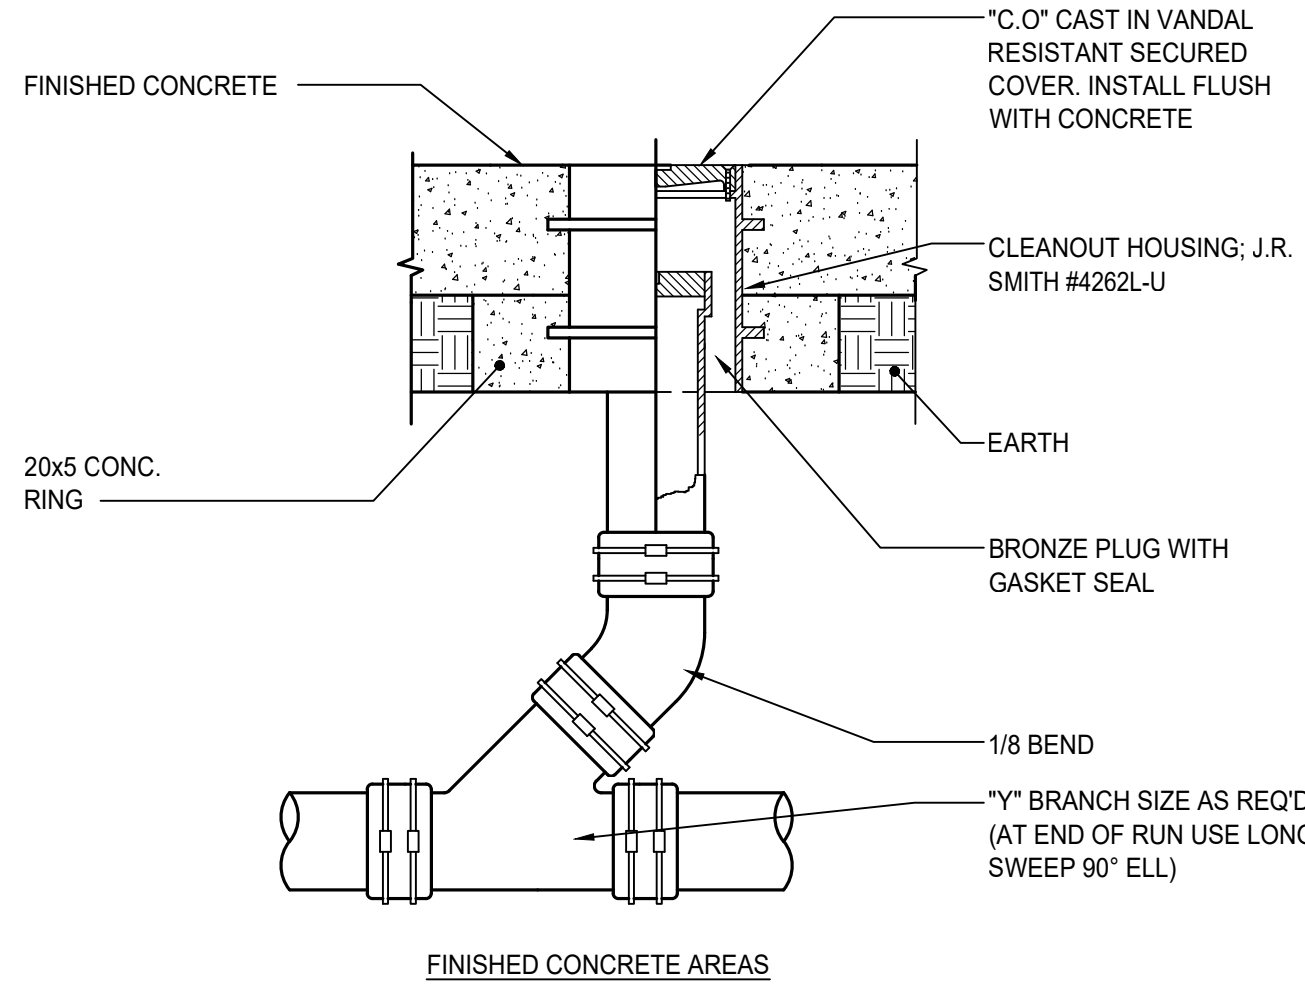 "C.O" CAST IN VANDAL
RESISTANT SECURED
COVER. INSTALL FLUSH
WITH CONCRETE
FINISHED CONCRETE
CLEANOUT HOUSING; J.R.
SMITH #4262L-U
EARTH
20x5 CONC.
RING
BRONZE PLUG WITH
GASKET SEAL
1/8 BEND
"Y" BRANCH SIZE AS REQ'D
(AT END OF RUN USE LONG
SWEEP 90° ELL)
FINISHED CONCRETE AREAS